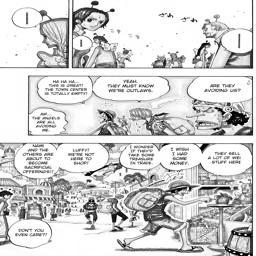 ARE THEY
AVOIDING US?
YEAH.
THEY MUST
KNOW WE'RE
OUTLAWS.
HA HA HA...
THIS IS GREAT!
THE TOWN CENTER
IS TOTALLY EMPTY!
THE ANGELS
ARE ALL
AVOIDING
ME.
THEY SELL
A LOT OF WEI
STUFF HERE
I WISH
I HAD
SOME
MONEY.
I WONDER
IF THEY'D
TAKE SOME
TREASURE
IN TRADE.
LUFFY!
WE'RE NOT
HERE TO
SHOP!
NAMI
AND THE
OTHERS ARE
ABOUT TO
BECOME
SACRIFICIAL
OFFERINGS!!
DON'T YOU
EVEN CARE?!